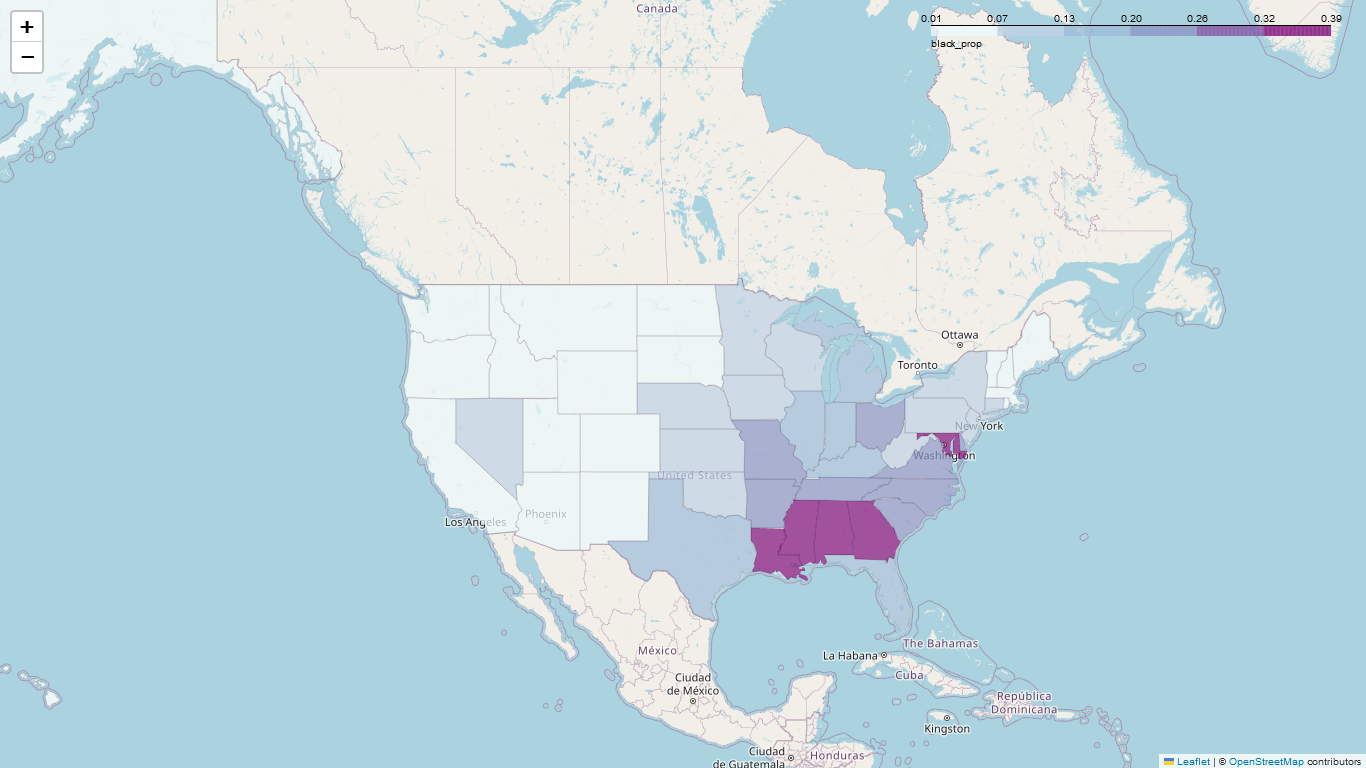 +
−
Canada
0.01 0.07 0.13 0.20 0.26 0.32 0.39
black_prop
Ottawa
Toronto
New York
Washington
United States
Los Angeles
Phoenix
México
Ciudad
de México
La Habana
The Bahamas
Cuba
República
Dominicana
Kingston
Ciudad
de Guatemala
Honduras
Leaflet | © OpenStreetMap contributors